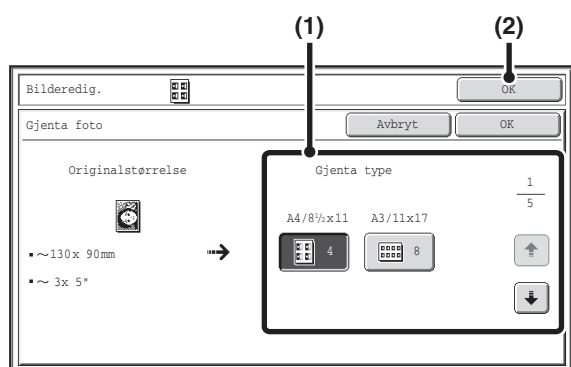 (1) (2)
Bilderedig. OK
Gjenta foto Avbryt OK
Originalstørrelse Gjenta type
1
5
A4/8½x11 A3/11x17
4 8
▪~130x 90mm
▪~ 3x 5"